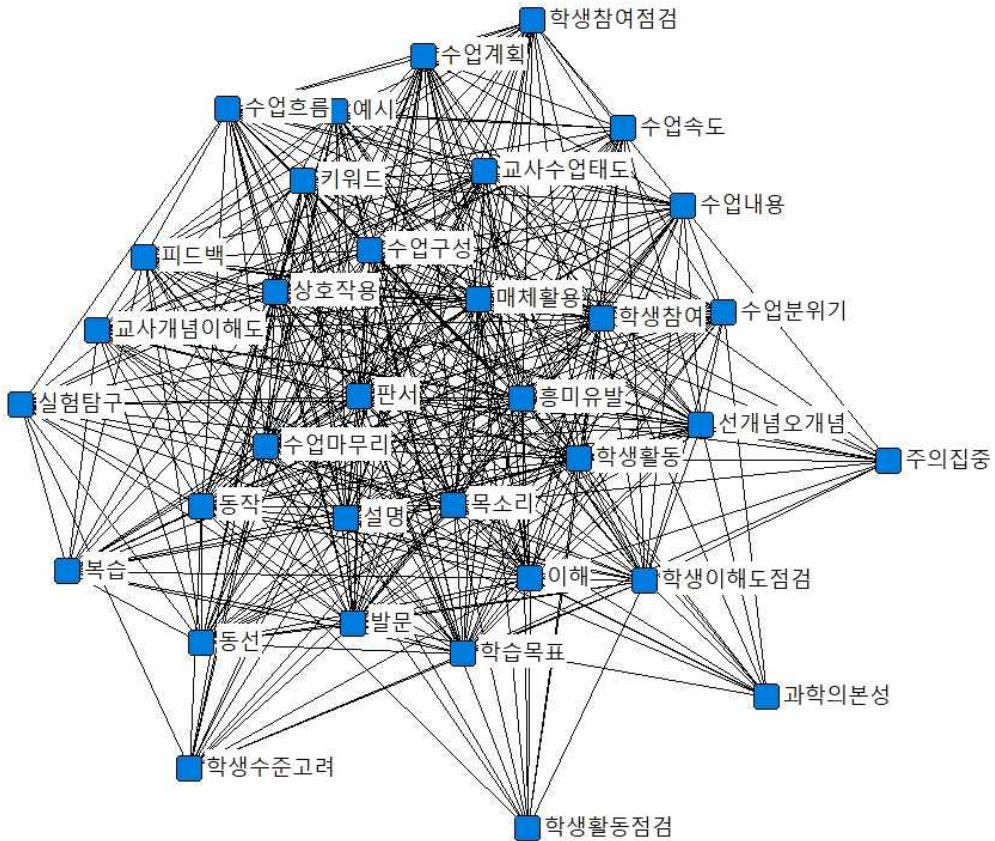 학생참여점검
수업계획
수업흐름
예시
수업속도
키워드
교사수업태도
수업내용
피드백
수업구성
상호작용
매체활용
학생참여
수업분위기
교사개념이해도
실험탐구
판서
흥미유발
선개념오개념
수업마무리
학생활동
주의집중
동작
설명
목소리
복습
이해
학생이해도점검
동선
발문
학습목표
과학의본성
학생수준고려
학생활동점검